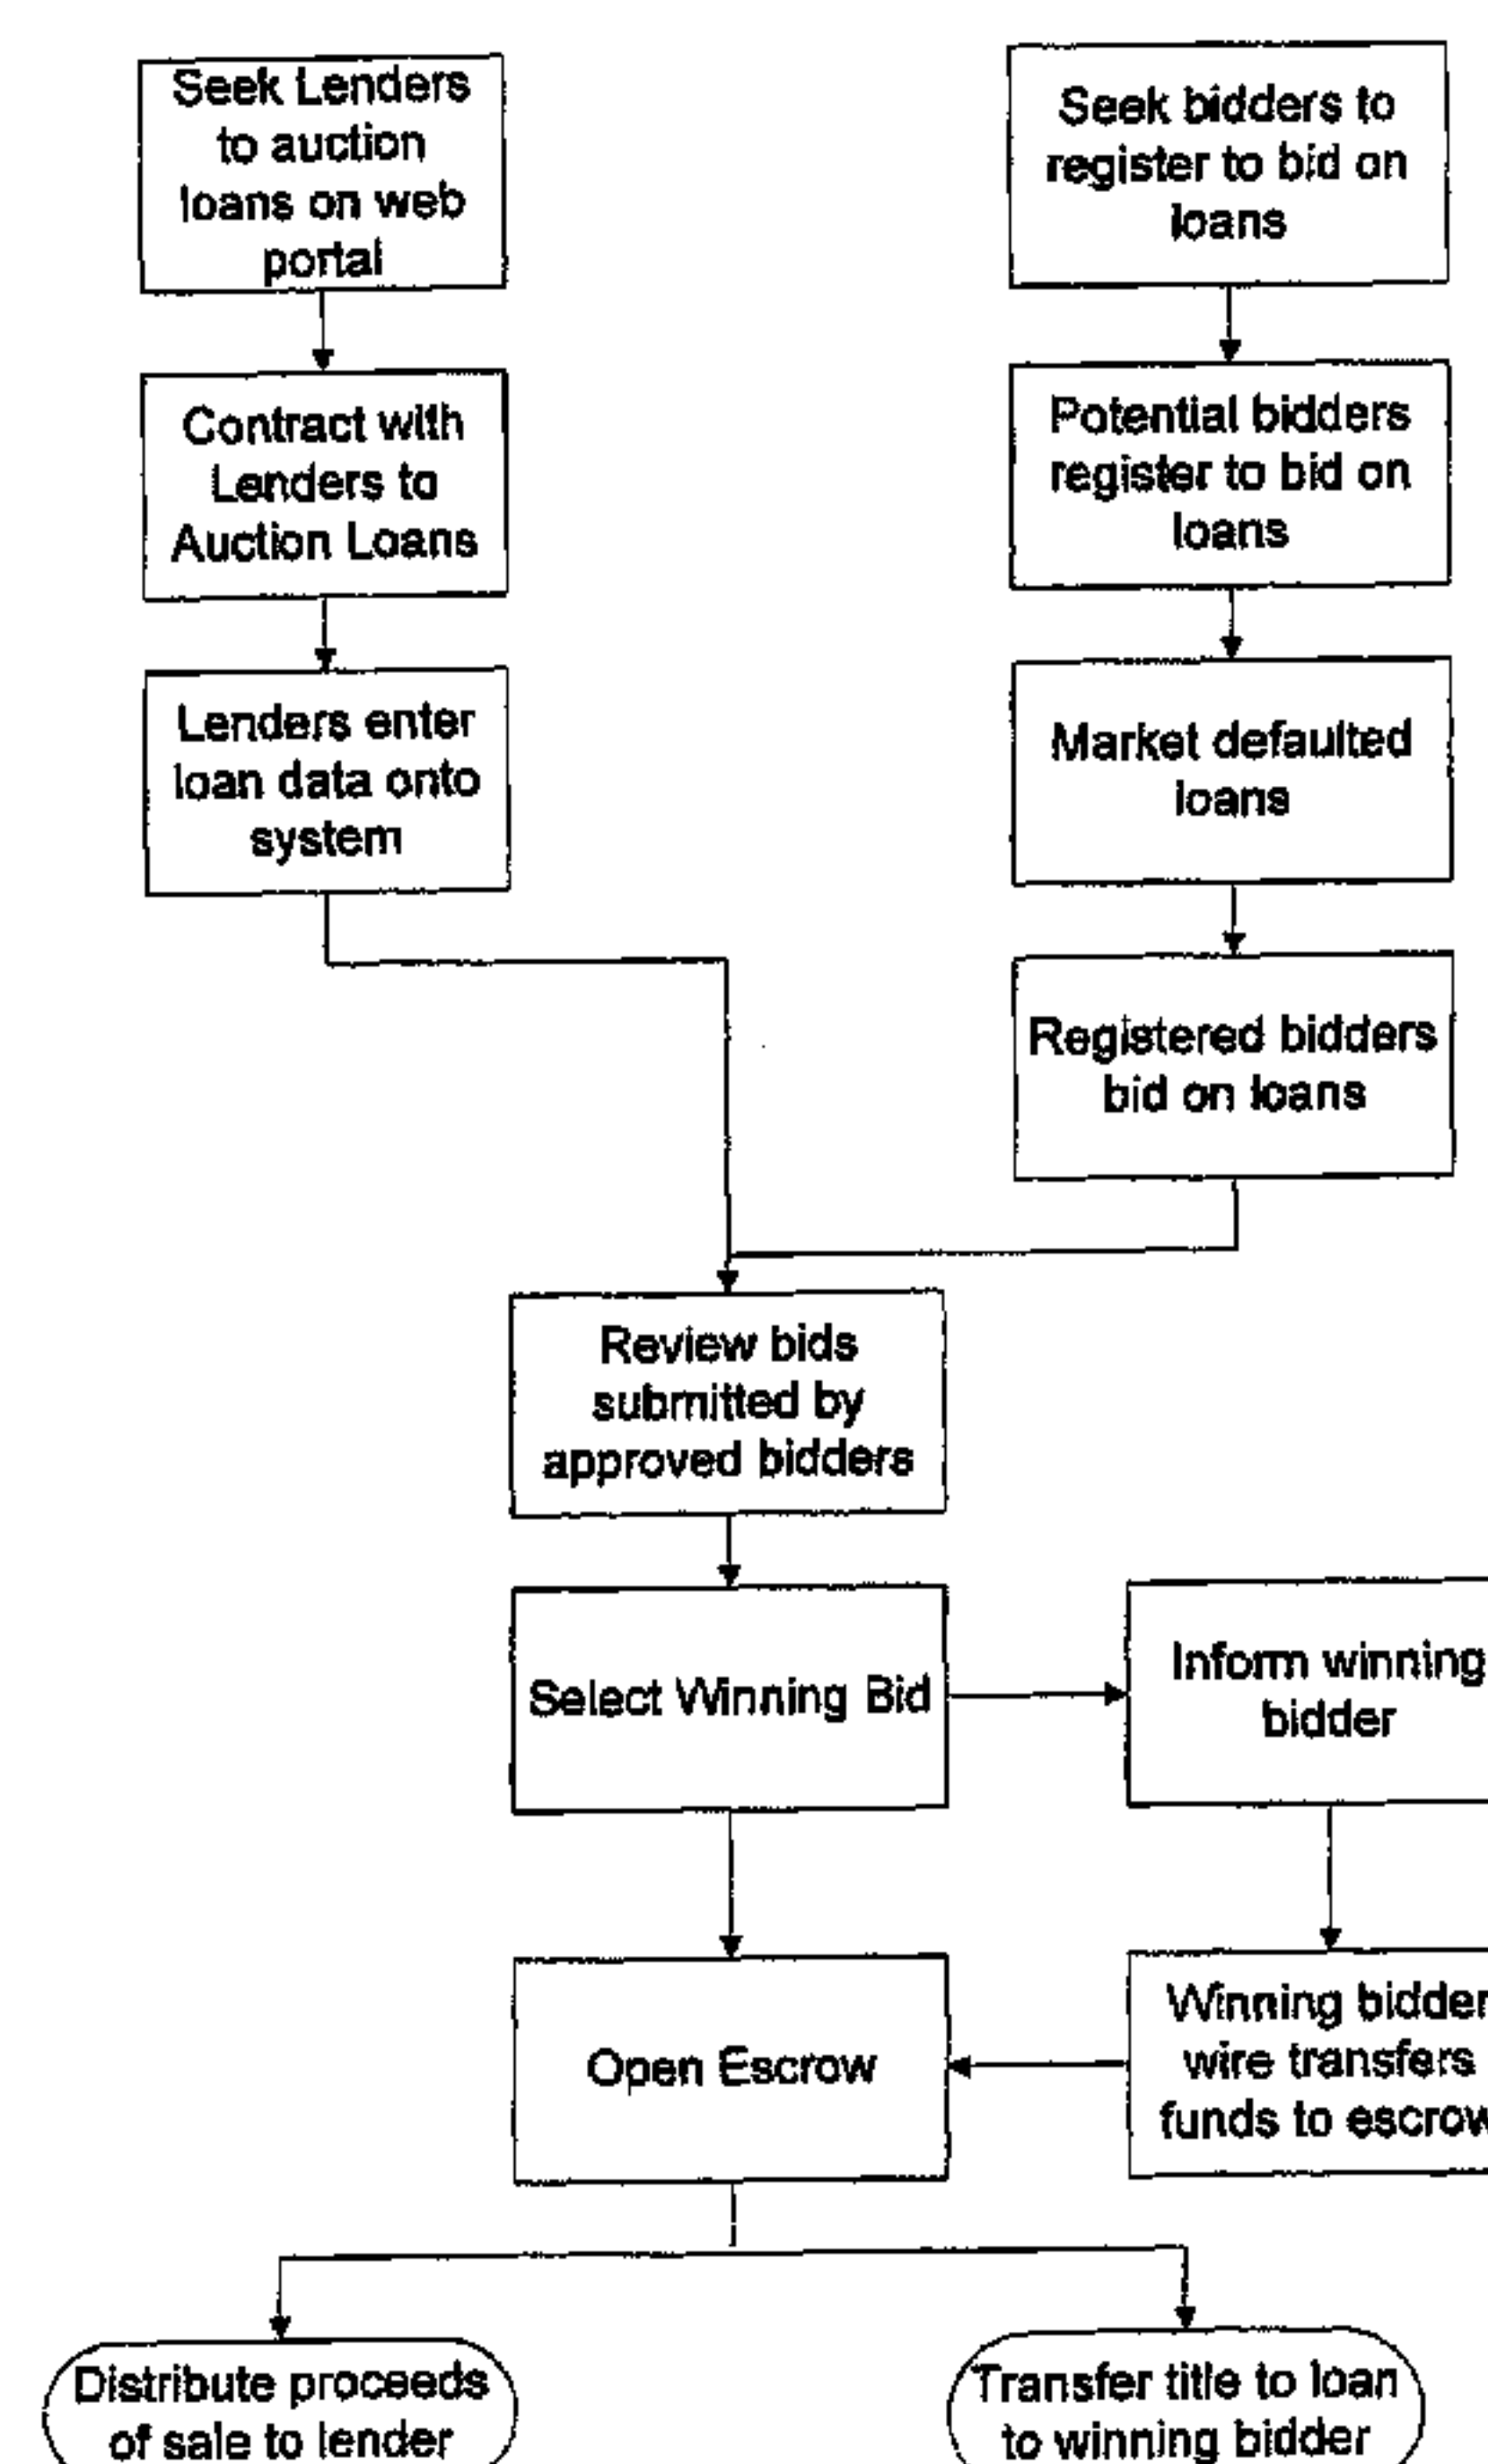 Seek Lenders
to auction
loans on web
portal
Contract with
Lenders to
Auction Loans
Lenders enter
loan data onto
system
Seek bidders to
register to bid on
loans
Potential bidders
register to bid on
loans
Market defaulted
loans
Registered bidders
bid on loans
Review bids
submitted by
approved bidders
Select Winning Bid
Inform winning
bidder
Winning bidder
wire transfers
funds to escrow
Open Escrow
Distribute proceeds
of sale to lender
Transfer title to loan
to winning bidder